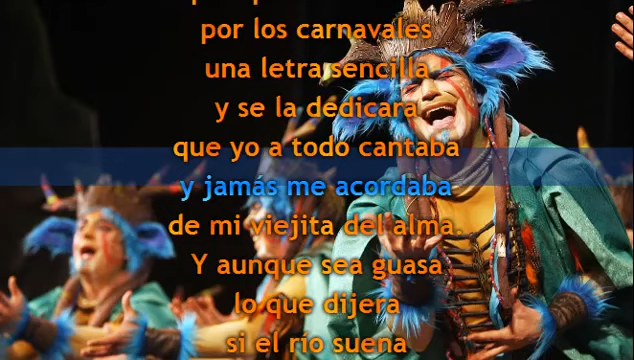 por los carnavales
una letra sencilla
y se la dedicara
que yo a todo cantaba
y jamás me acordaba
de mi viejita del alma.
Y aunque sea guasa
lo que dijera
si el río suena